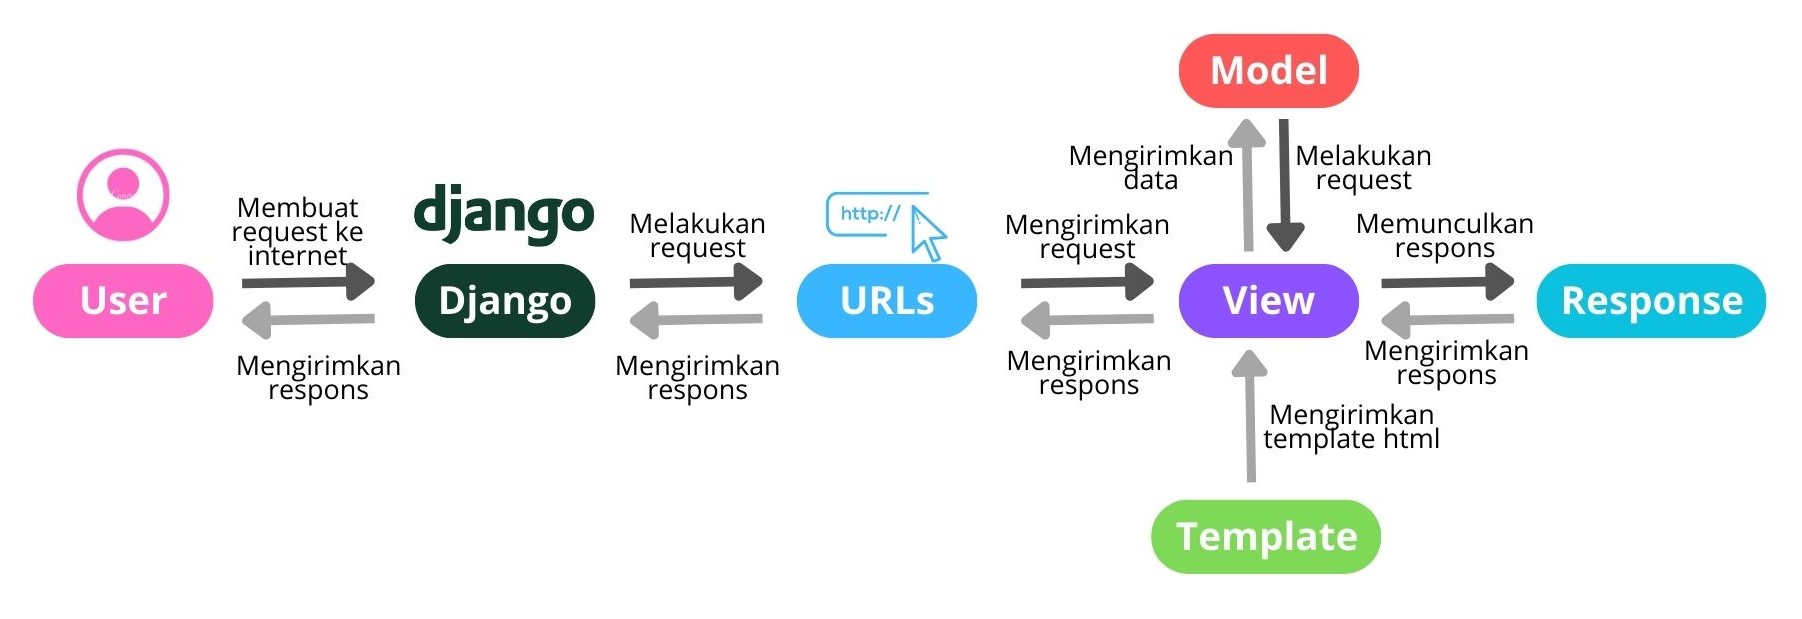 Model
Mengirimkan
data
Melakukan
request
Membuat
request ke
internet
django
Melakukan
request
http://
Mengirimkan
request
Memunculkan
respons
User
Django
URLs
View
Response
Mengirimkan
respons
Mengirimkan
respons
Mengirimkan
respons
Mengirimkan
respons
Mengirimkan
template html
Template